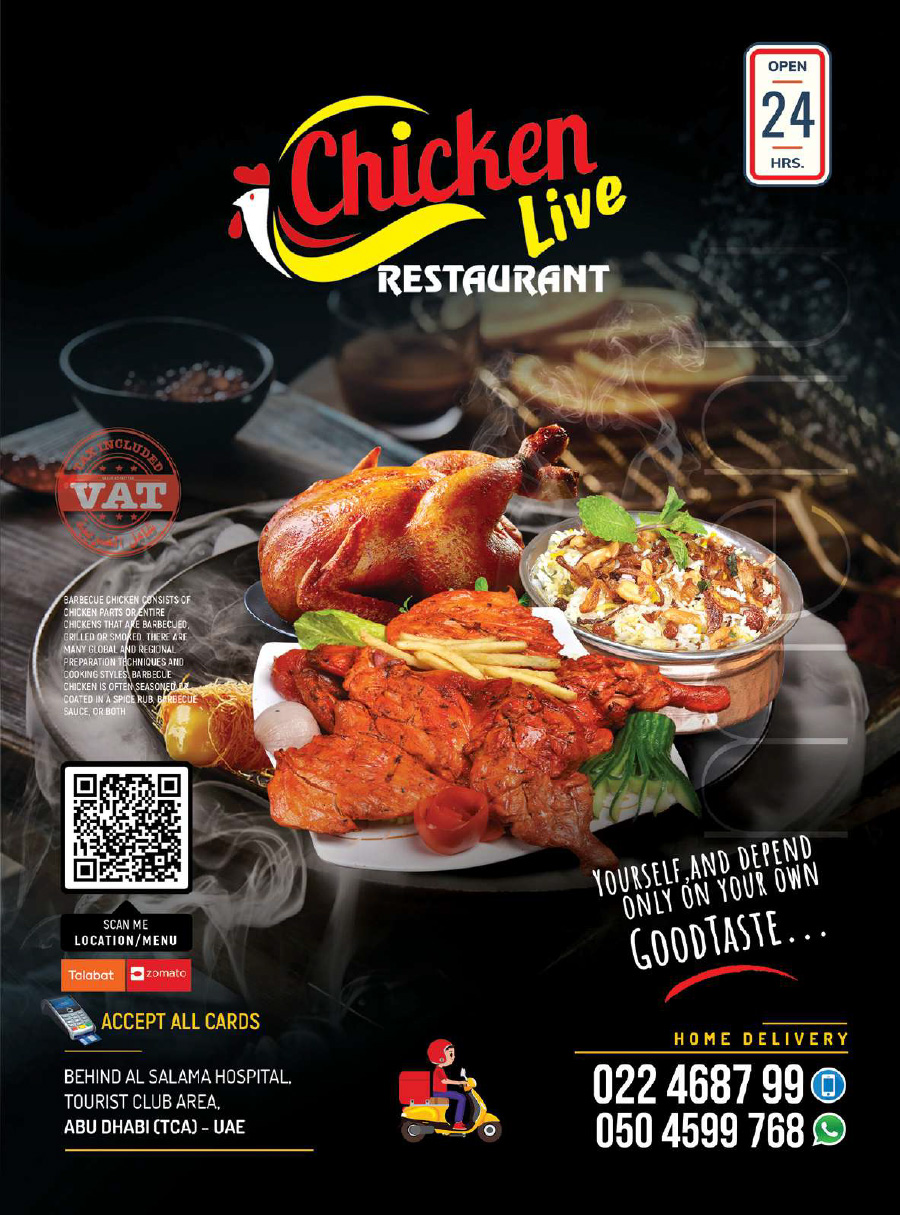 OPEN
24
HRS.
Chicken
Live
RESTAURANT
TAX INCLUDED
VAT
BARBECUE CHICKEN CONSISTS OF
CHICKEN PARTS OR ENTIRE
CHICKENS THAT ARE BARBECUED,
GRILLED OR SMOKED. THERE ARE
MANY GLOBAL AND REGIONAL
PREPARATION TECHNIQUES AND
COOKING STYLES. BARBECUE
CHICKEN IS OFTEN SEASONED OR
COATED IN A SPICE RUB, BARBECUE
SAUCE, OR BOTH
YOURSELF,AND DEPEND
ONLY ON YOUR OWN
GOODTASTE...
SCAN ME
LOCATION/MENU
Talabat
zomato
ACCEPT ALL CARDS
BEHIND AL SALAMA HOSPITAL,
TOURIST CLUB AREA,
ABU DHABI (TCA) – UAE
HOME DELIVERY
022 4687 99
050 4599 768